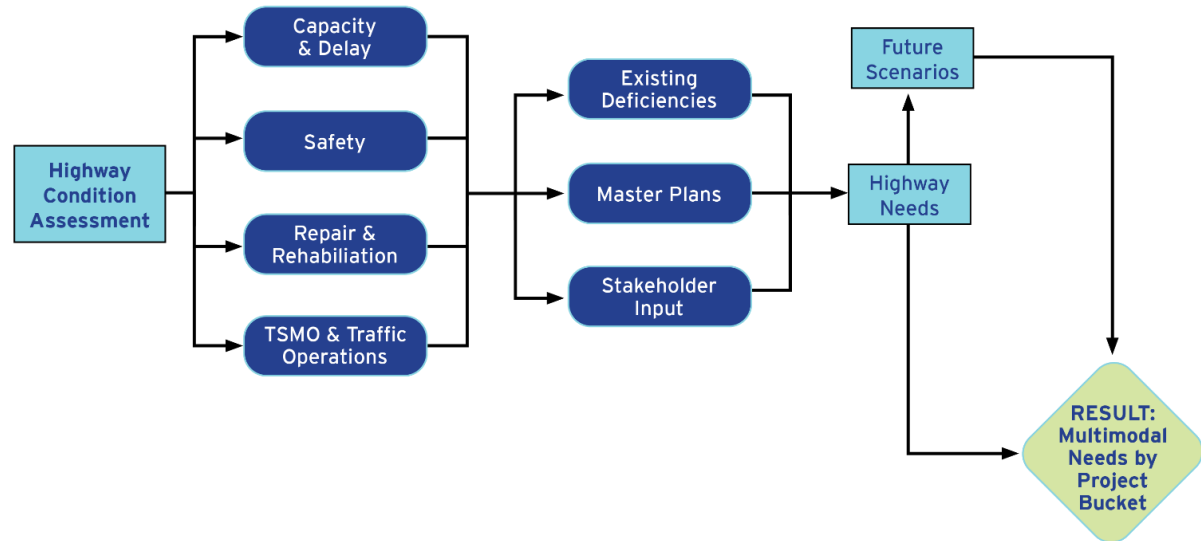 Highway
Condition
Assessment
Capacity
& Delay
Safety
Repair &
Rehabiliation
TSMO & Traffic
Operations
Existing
Deficiencies
Master Plans
Stakeholder
Input
Future
Scenarios
Highway
Needs
RESULT:
Multimodal
Needs by
Project
Bucket